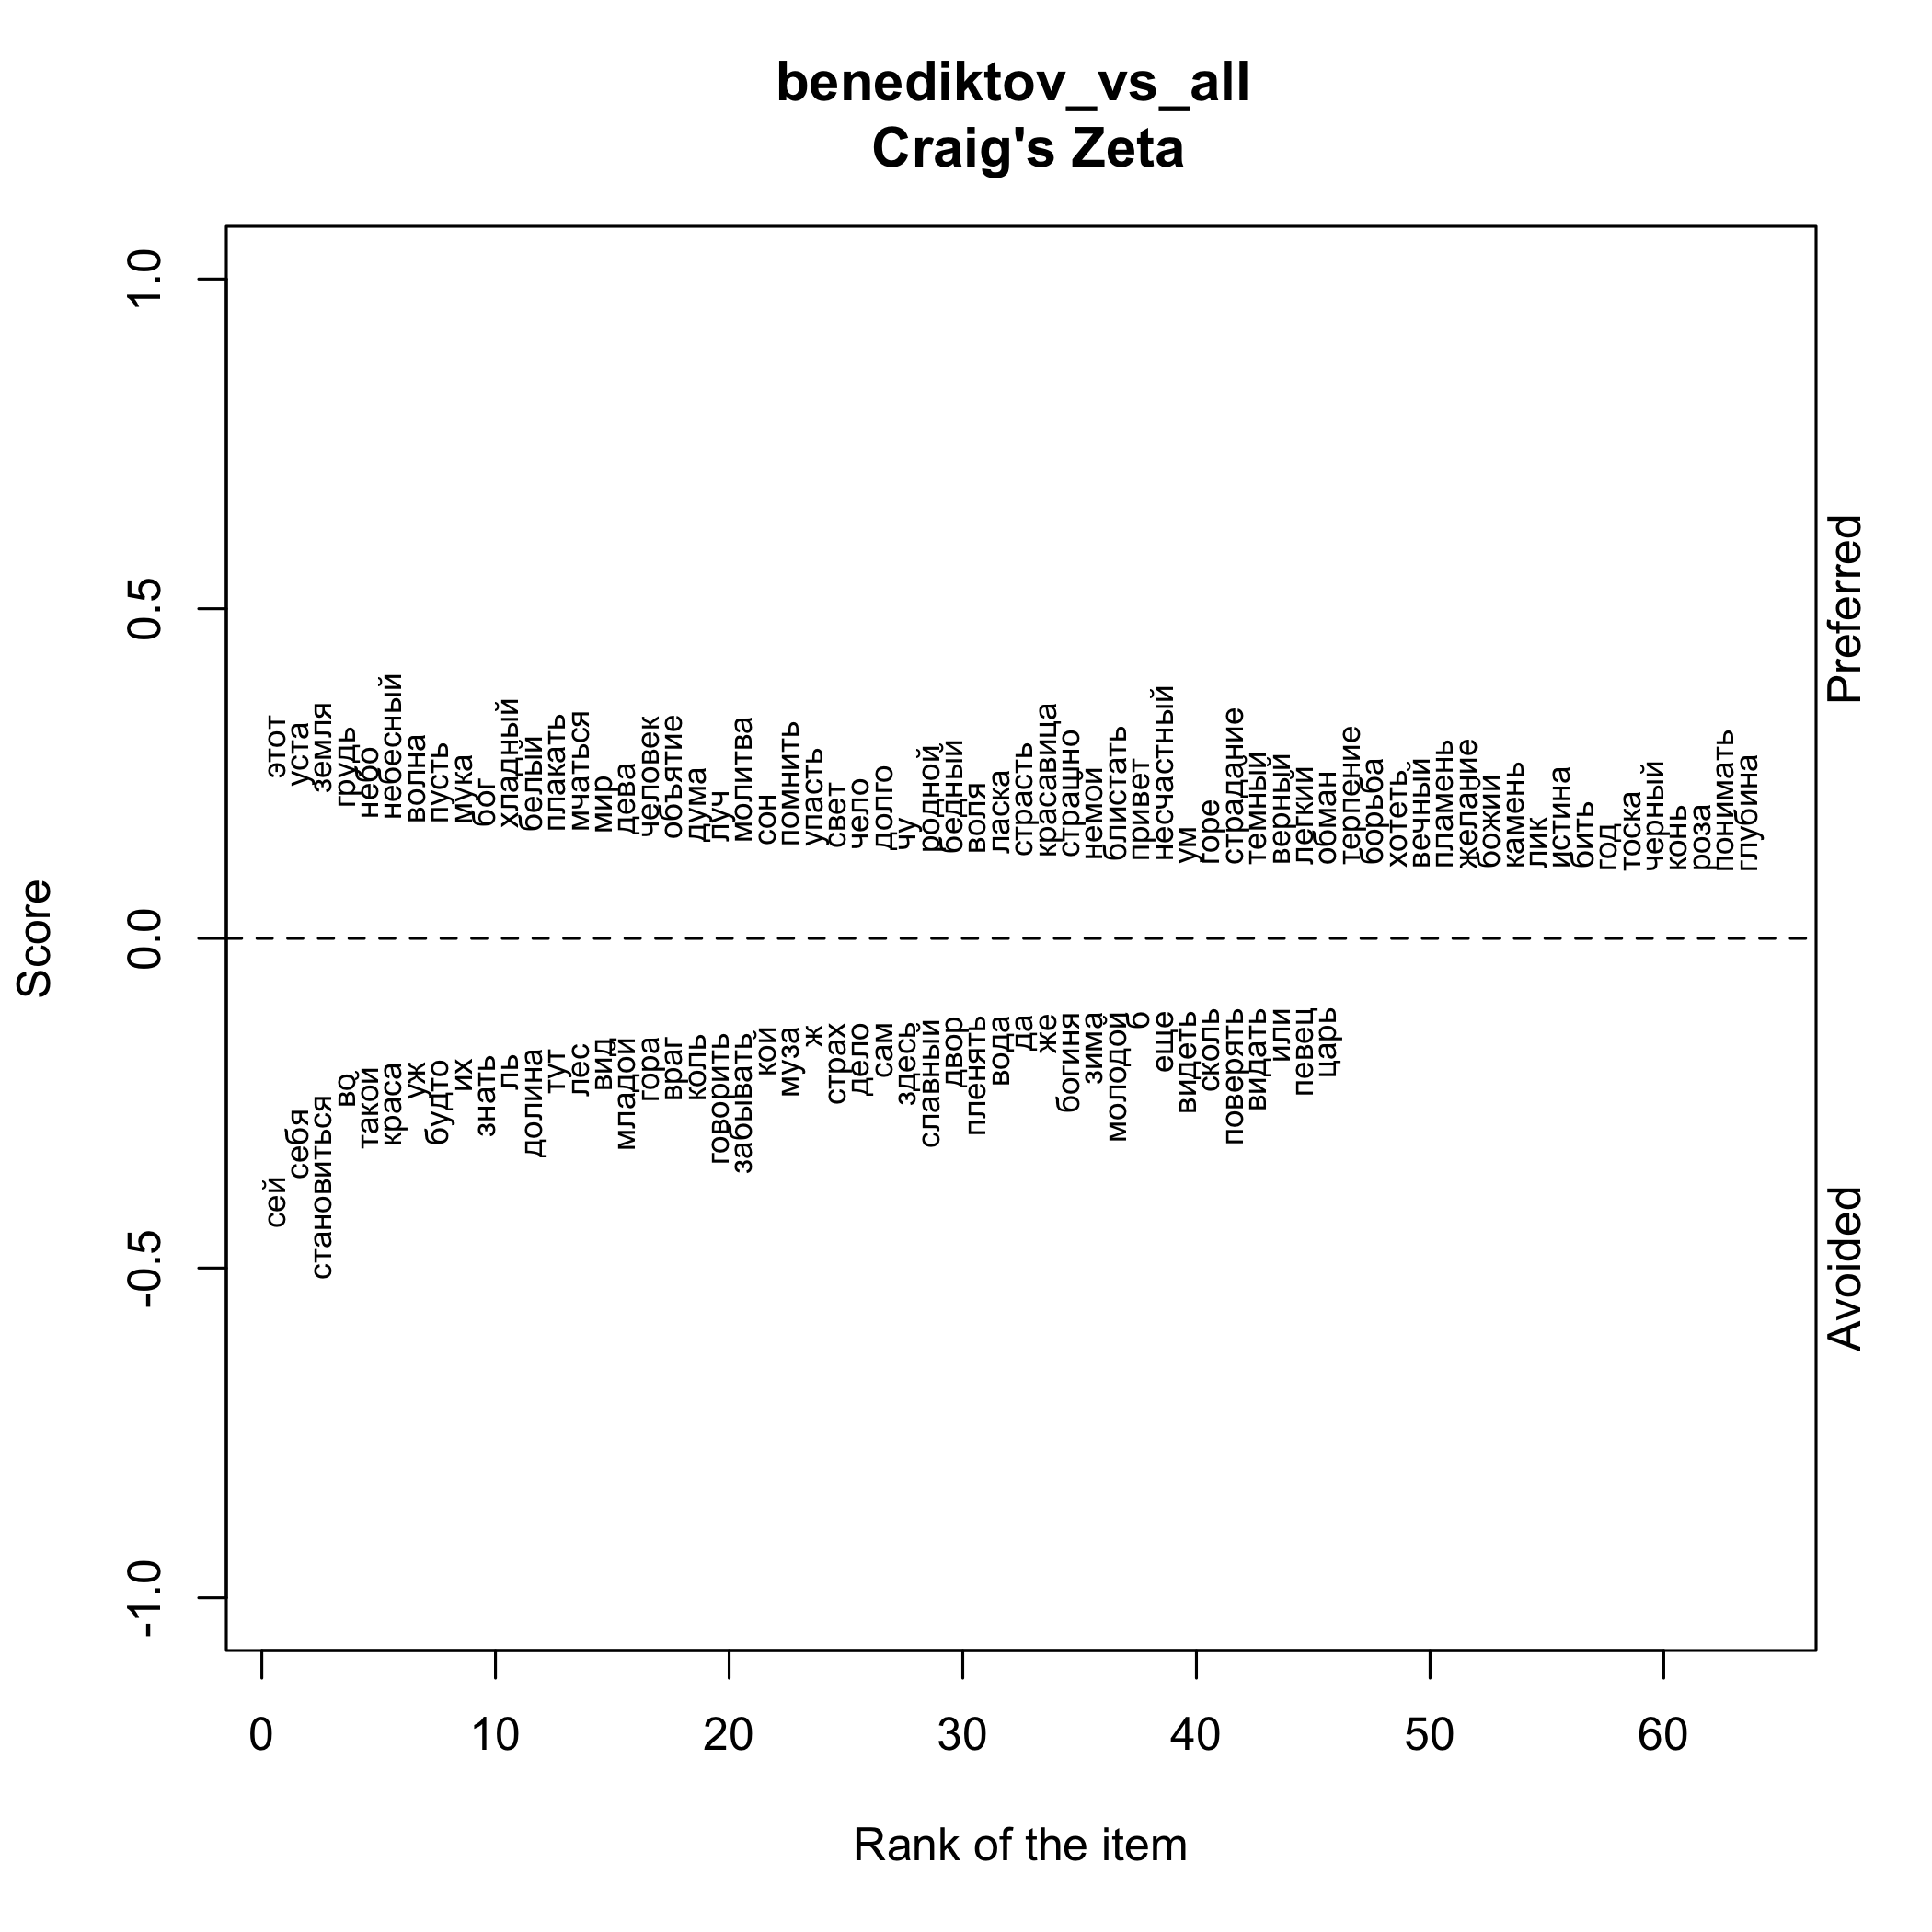 benediktov_vs_all
Craig's Zeta
Score
1.0
0.5
0.0
-0.5
-1.0
Preferred
Avoided
этот
уста
земля
грудь
небо
небесный
волна
пусть
мука
бог
хладный
белый
плакать
мчаться
мир
дева
человек
объятие
дума
луч
молитва
сон
помнить
упасть
свет
чело
долго
чу
родной
бедный
воля
ласка
страсть
красавица
страшно
немой
блистать
привет
несчастный
ум
горе
страдание
темный
верный
легкий
обман
терпение
борьба
хотеть
вечный
пламень
желание
божий
камень
лик
истина
бить
год
тоска
черный
конь
роза
понимать
глубина
сей
себя
становиться
во
такой
краса
уж
будто
их
знать
ль
долина
тут
лес
вид
младой
гора
враг
коль
говорить
забывать
кой
муза
ж
страх
дело
сам
здесь
славный
двор
пленять
вода
да
же
богиня
зима
молодой
б
еще
видеть
сколь
поверять
видать
или
певец
царь
0 10 20 30 40 50 60
Rank of the item